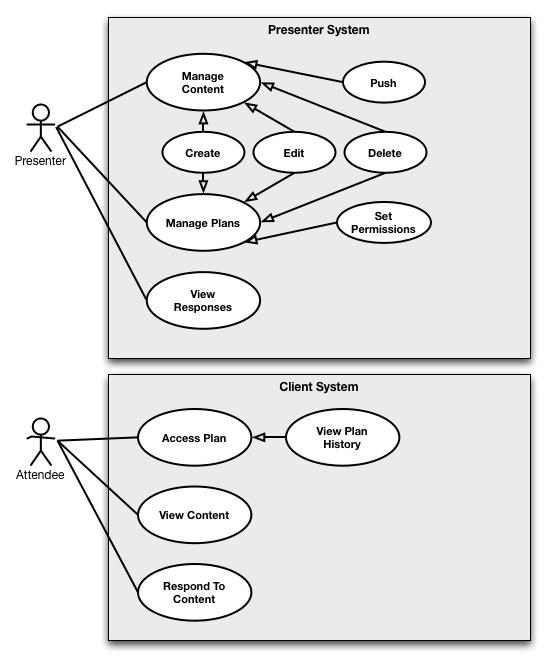 Presenter System
Manage
Content
Push
Presenter
Create
Edit
Delete
Manage Plans
Set
Permissions
View
Responses
Client System
Access Plan
View Plan
History
Attendee
View Content
Respond To
Content